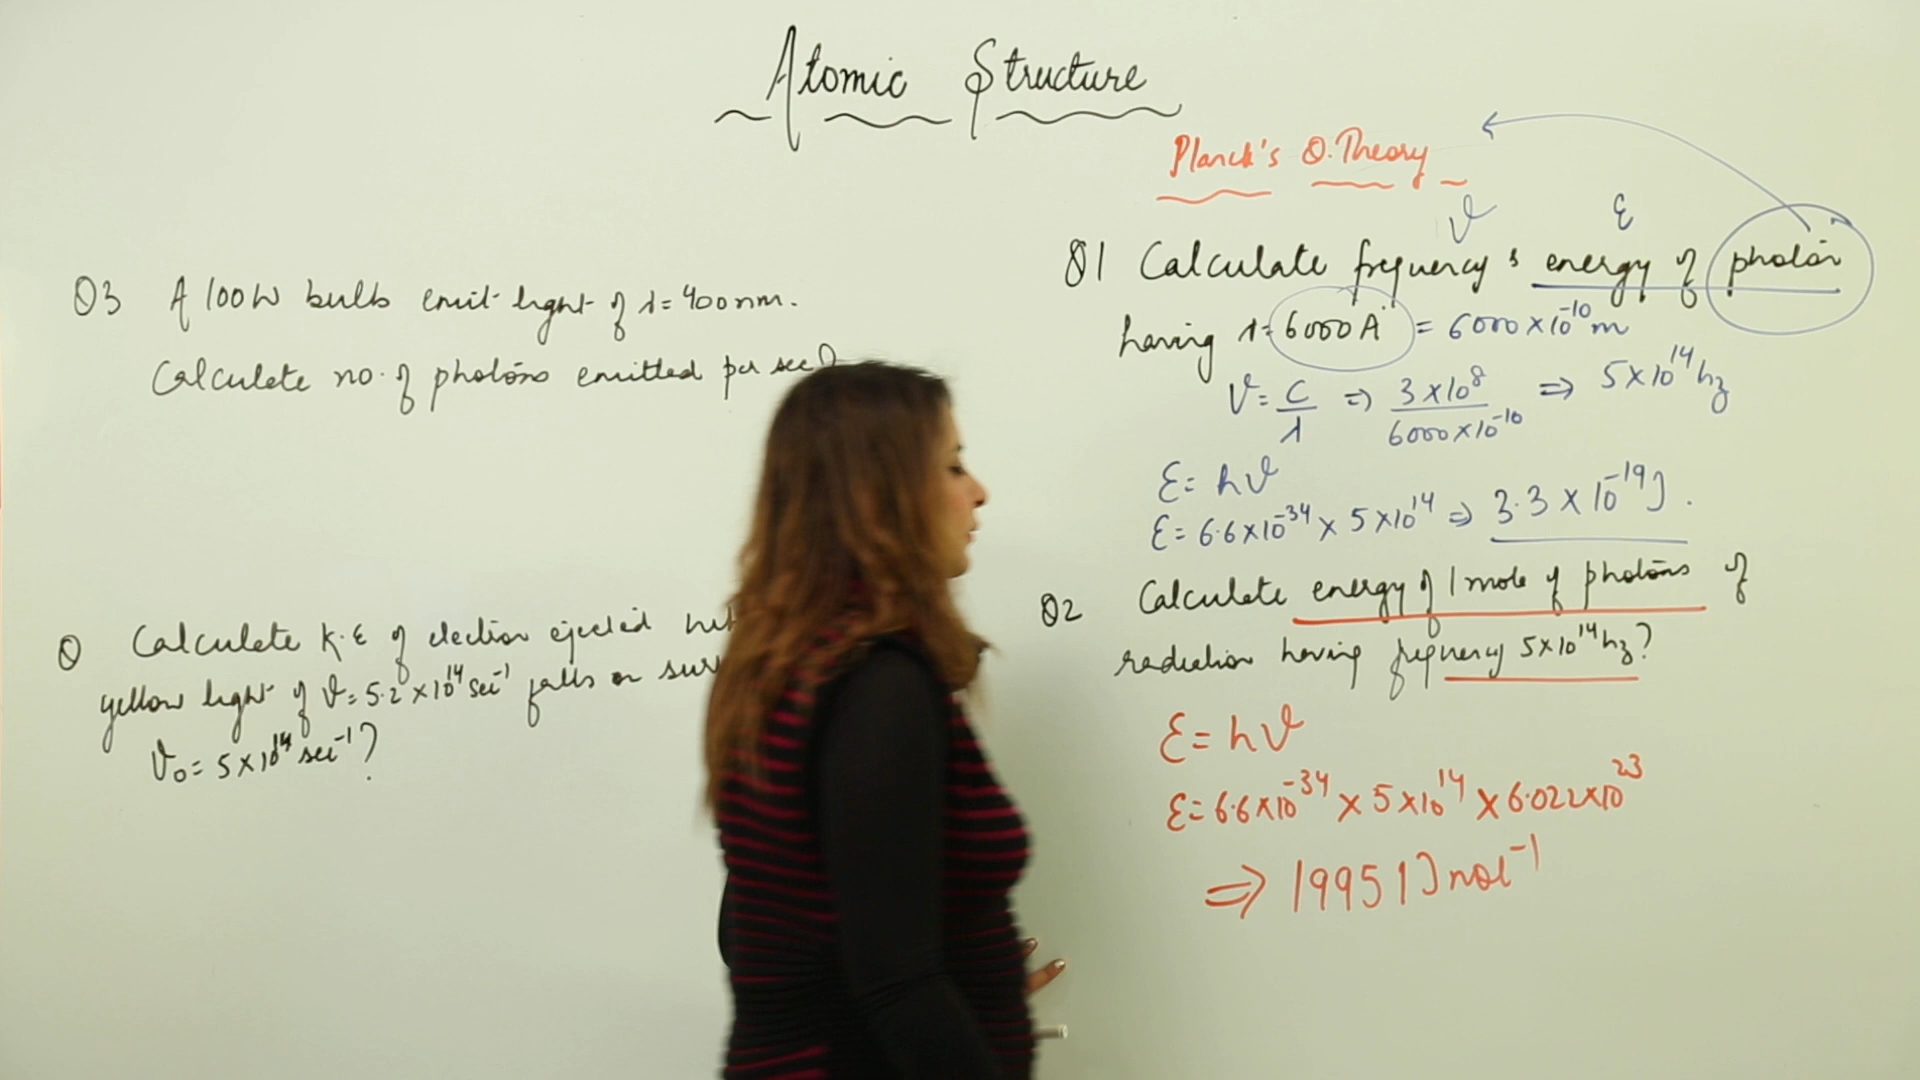 Atomic Structure
Planck's Q.Theory
ν ε
Q1 Calculate frequency & energy of photon
having λ = 6000 A° = 6000 × 10⁻¹⁰ m
ν = c/λ ⇒ 3 × 10⁸ / 6000 × 10⁻¹⁰ ⇒ 5 × 10¹⁴ hz
ε = hν
ε = 6.6 × 10⁻³⁴ × 5 × 10¹⁴ ⇒ 3.3 × 10⁻¹⁹ J.
Q2 Calculate energy of 1 mole of photons of
radiation having frequency 5 × 10¹⁴ hz?
ε = hν
ε = 6.6 × 10⁻³⁴ × 5 × 10¹⁴ × 6.022 × 10²³
⇒ 19951 J mol⁻¹
Q3 A 100W bulb emit light of λ = 400 nm.
Calculate no. of photons emitted per sec?
Q Calculate K.E of electron ejected
yellow light of ν = 5.2 × 10¹⁴ sec⁻¹ falls on
ν₀ = 5 × 10¹⁴ sec⁻¹?